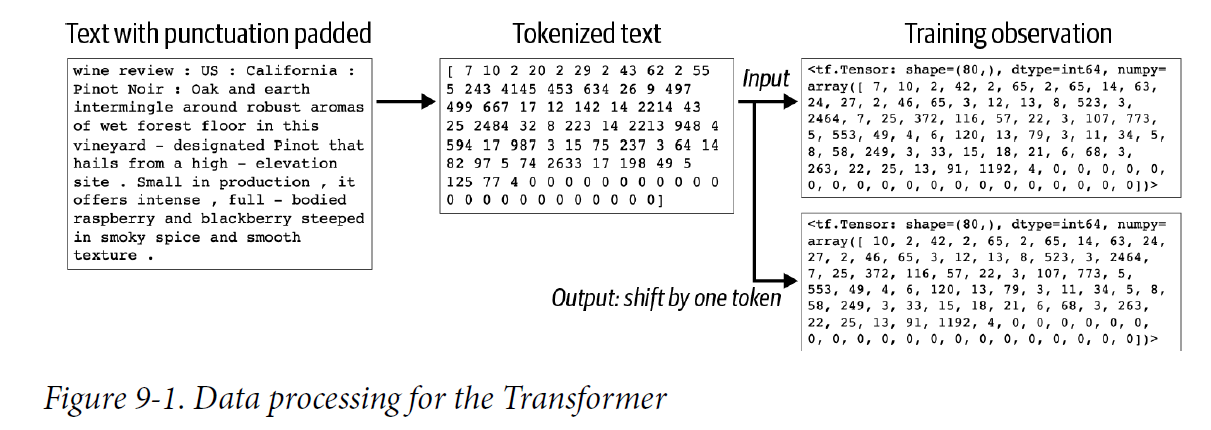 Text with punctuation padded
wine review : US : California :
Pinot Noir : Oak and earth
intermingle around robust aromas
of wet forest floor in this
vineyard - designated Pinot that
hails from a high - elevation
site . Small in production , it
offers intense , full - bodied
raspberry and blackberry steeped
in smoky spice and smooth
texture .
Tokenized text
[ 7 10 2 20 2 29 2 43 62 2 55
5 243 4145 453 634 26 9 497
499 667 17 12 142 14 2214 43
25 2484 32 8 223 14 2213 948 4
594 17 987 3 15 75 237 3 64 14
82 97 5 74 2633 17 198 49 5
125 77 4 0 0 0 0 0 0 0 0 0 0 0
0 0 0 0 0 0 0 0 0 0 0 0]
Input
Output: shift by one token
Training observation
<tf.Tensor: shape=(80,), dtype=int64, numpy=
array([ 7, 10, 2, 42, 2, 65, 2, 65, 14, 63,
24, 27, 2, 46, 65, 3, 12, 13, 8, 523, 3,
2464, 7, 25, 372, 116, 57, 22, 3, 107, 773,
5, 553, 49, 4, 6, 120, 13, 79, 3, 11, 34, 5,
8, 58, 249, 3, 33, 15, 18, 21, 6, 68, 3,
263, 22, 25, 13, 91, 1192, 4, 0, 0, 0, 0, 0,
0, 0, 0, 0, 0, 0, 0, 0, 0, 0, 0, 0, 0, 0])>
<tf.Tensor: shape=(80,), dtype=int64, numpy=
array([ 10, 2, 42, 2, 65, 2, 65, 14, 63, 24,
27, 2, 46, 65, 3, 12, 13, 8, 523, 3, 2464,
7, 25, 372, 116, 57, 22, 3, 107, 773, 5,
553, 49, 4, 6, 120, 13, 79, 3, 11, 34, 5, 8,
58, 249, 3, 33, 15, 18, 21, 6, 68, 3, 263,
22, 25, 13, 91, 1192, 4, 0, 0, 0, 0, 0, 0,
0, 0, 0, 0, 0, 0, 0, 0, 0, 0, 0, 0, 0, 0])>
Figure 9-1. Data processing for the Transformer